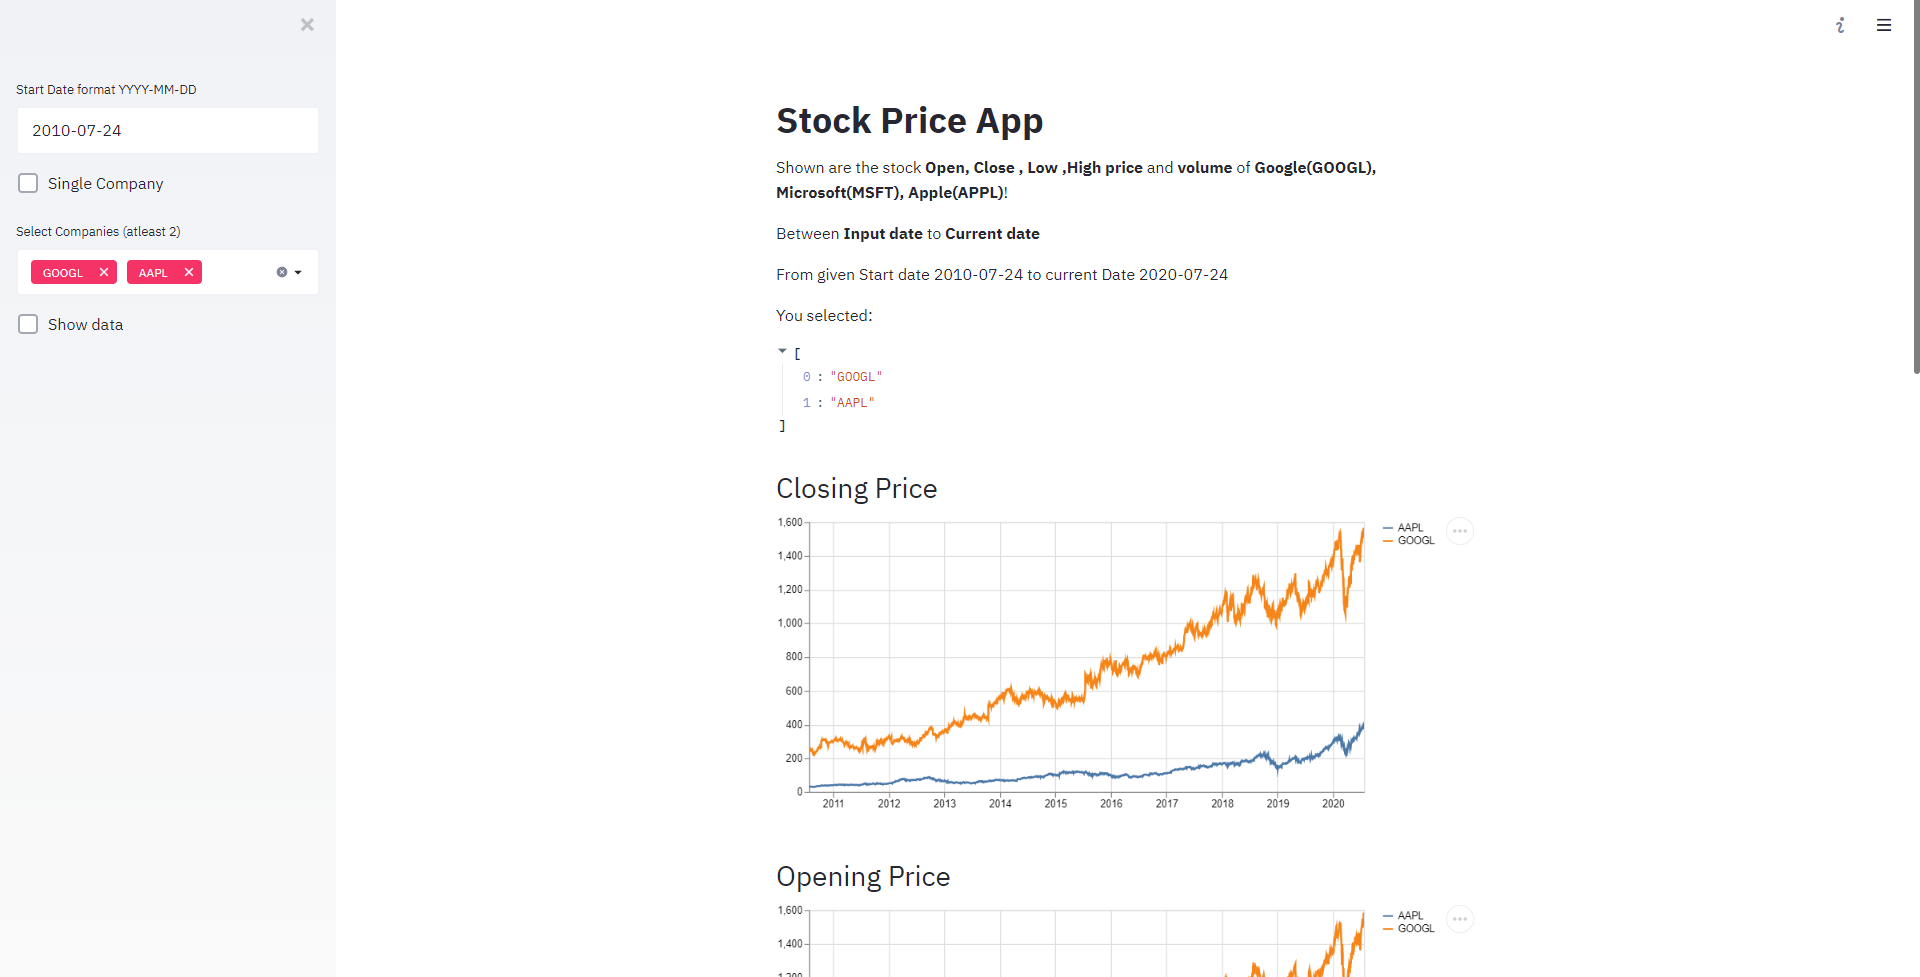 Start Date format YYYY-MM-DD
2010-07-24
Single Company
Select Companies (atleast 2)
GOOGL
AAPL
Show data
Stock Price App
Shown are the stock Open, Close , Low ,High price and volume of Google(GOOGL),
Microsoft(MSFT), Apple(APPL)!
Between Input date to Current date
From given Start date 2010-07-24 to current Date 2020-07-24
You selected:
[
0 : "GOOGL"
1 : "AAPL"
]
Closing Price
1,600
1,400
1,200
1,000
800
600
400
200
0
2011 2012 2013 2014 2015 2016 2017 2018 2019 2020
AAPL
GOOGL
Opening Price
1,600
1,400
1,200
AAPL
GOOGL